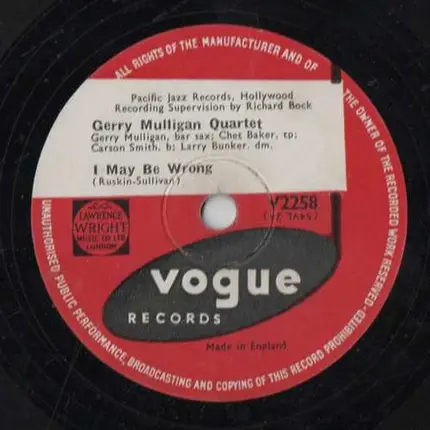 ALL RIGHTS OF THE MANUFACTURER AND OF THE OWNER OF THE RECORDED WORK RESERVED·
UNAUTHORISED PUBLIC PERFORMANCE, BROADCASTING AND COPYING OF THIS RECORD PROHIBITED·
Pacific Jazz Records, Hollywood
Recording Supervision by Richard Bock
Gerry Mulligan Quartet
Gerry Mulligan, bar sax; Chet Baker, tp;
Carson Smith, b; Larry Bunker, dm.
I May Be Wrong
(Ruskin-Sullivan)
V2258
LAWRENCE
WRIGHT
MUSIC CO LTD
LONDON
vogue
RECORDS
Made in England